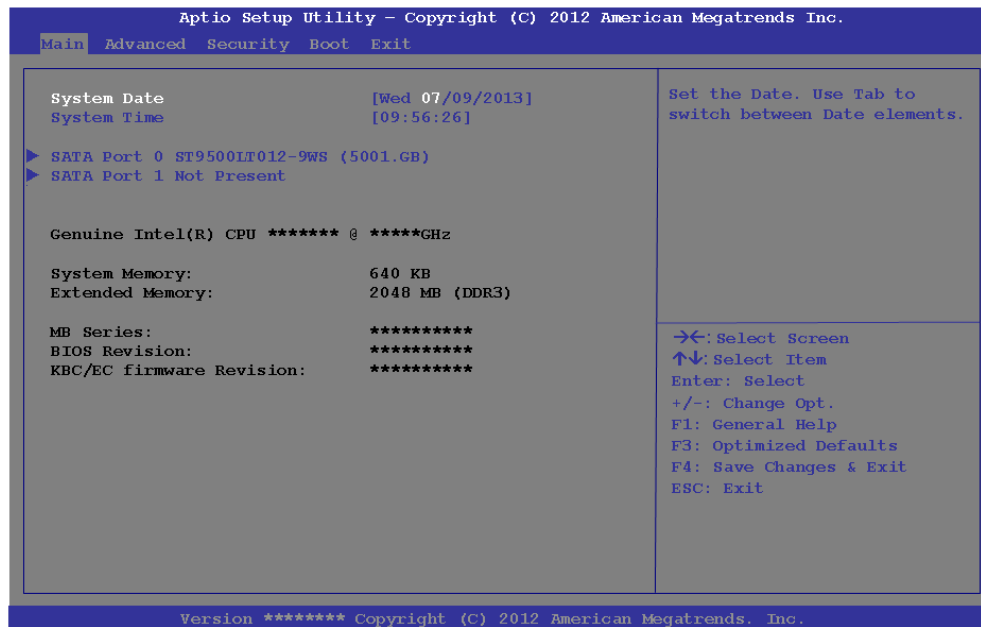 Aptio Setup Utility – Copyright (C) 2012 American Megatrends Inc.
Main Advanced Security Boot Exit
System Date [Wed 07/09/2013]
System Time [09:56:26]
SATA Port 0 ST9500LT012-9WS (5001.GB)
SATA Port 1 Not Present
Genuine Intel(R) CPU ******* @ *****GHz
System Memory: 640 KB
Extended Memory: 2048 MB (DDR3)
MB Series: **********
BIOS Revision: **********
KBC/EC firmware Revision: **********
Set the Date. Use Tab to
switch between Date elements.
→←:Select Screen
↑↓:Select Item
Enter: Select
+/-: Change Opt.
F1: General Help
F3: Optimized Defaults
F4: Save Changes & Exit
ESC: Exit
Version ******** Copyright (C) 2012 American Megatrends. Inc.